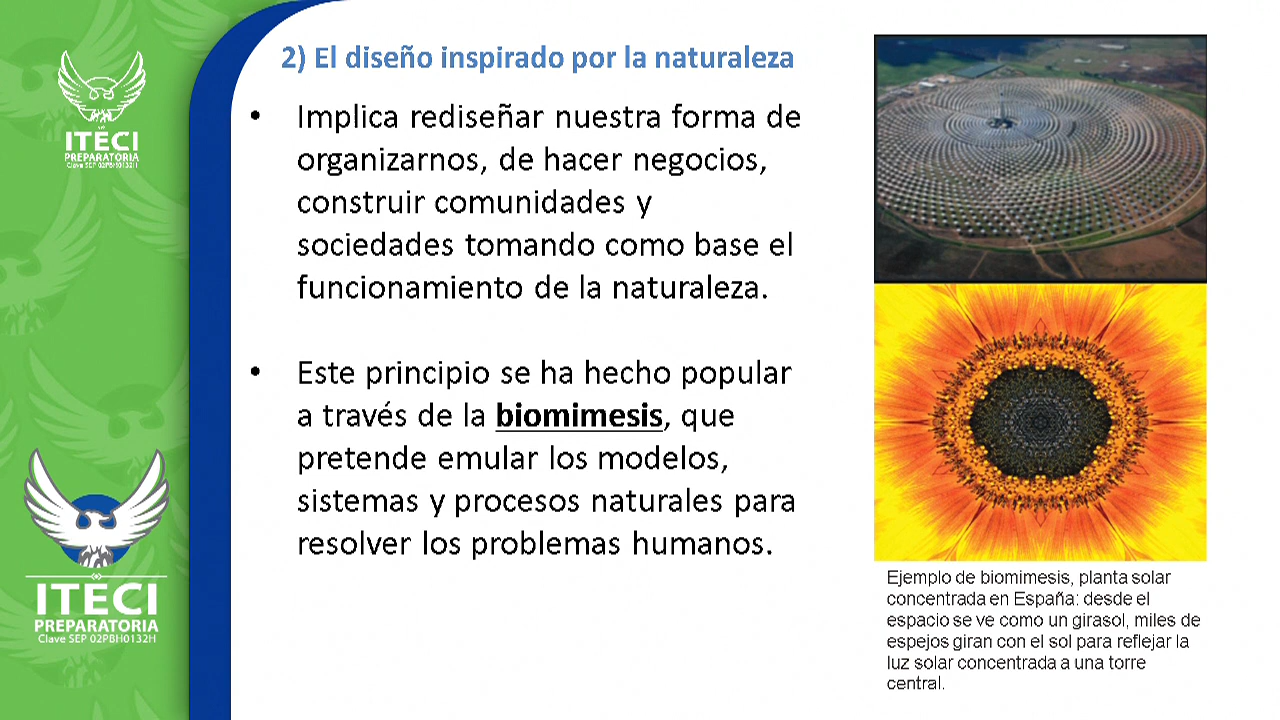 2) El diseño inspirado por la naturaleza
• Implica rediseñar nuestra forma de
organizarnos, de hacer negocios,
construir comunidades y
sociedades tomando como base el
funcionamiento de la naturaleza.
• Este principio se ha hecho popular
a través de la biomimesis, que
pretende emular los modelos,
sistemas y procesos naturales para
resolver los problemas humanos.
Ejemplo de biomimesis, planta solar
concentrada en España: desde el
espacio se ve como un girasol, miles de
espejos giran con el sol para reflejar la
luz solar concentrada a una torre
central.
ITECI
PREPARATORIA
Clave SEP 02PBH0132H
ITECI
PREPARATORIA
Clave SEP 02PBH0132H